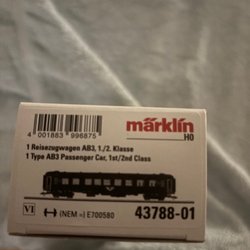 4 001883 996875
märklin
H0
1 Reisezugwagen AB3, 1./2. Klasse
1 Type AB3 Passenger Car, 1st/2nd Class
VI (NEM =) E700580
43788-01